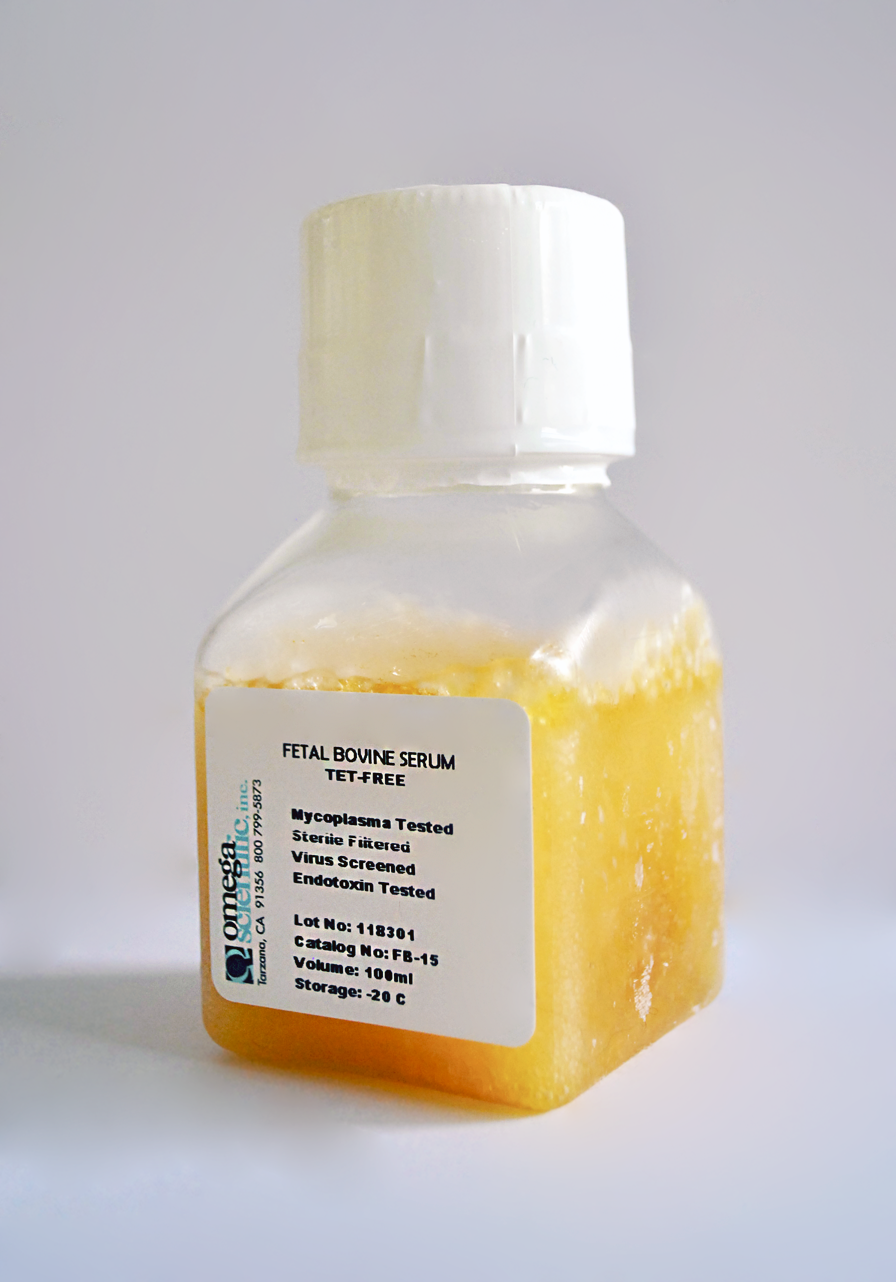 FETAL BOVINE SERUM
TET-FREE
Mycoplasma Tested
Sterile Filtered
Virus Screened
Endotoxin Tested
Lot No: 118301
Catalog No: FB-15
Volume: 100ml
Storage: -20 C
omega
scientific, inc.
Tarzana, CA 91356 800 799-5873